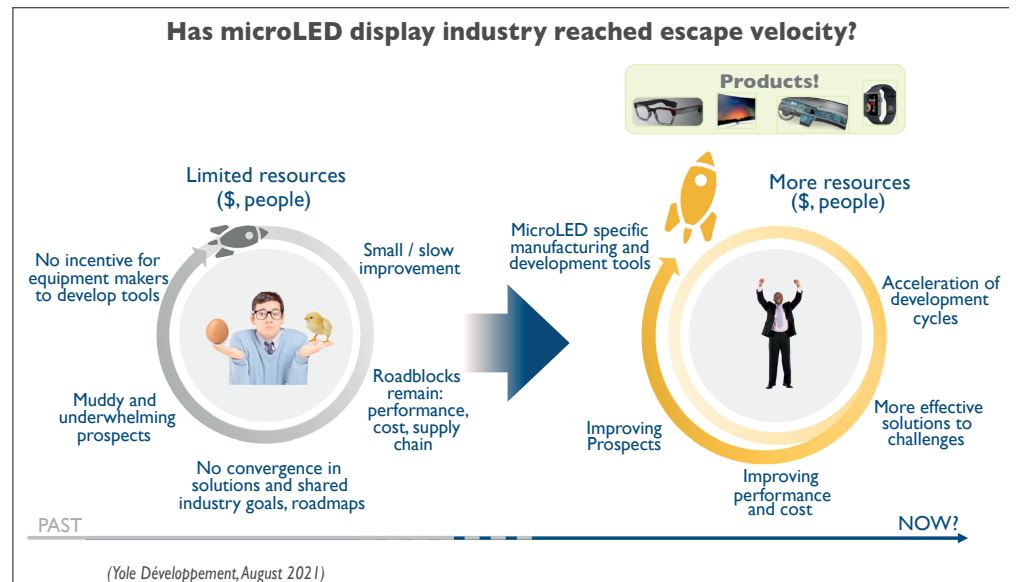 Has microLED display industry reached escape velocity?
Products!
Limited resources
($, people)
Small / slow
improvement
Roadblocks
remain:
performance,
cost, supply
chain
No convergence in
solutions and shared
industry goals, roadmaps
Muddy and
underwhelming
prospects
No incentive for
equipment makers
to develop tools
More resources
($, people)
Acceleration of
development
cycles
More effective
solutions to
challenges
Improving
performance
and cost
Improving
Prospects
MicroLED specific
manufacturing and
development tools
PAST
NOW?
(Yole Développement, August 2021)